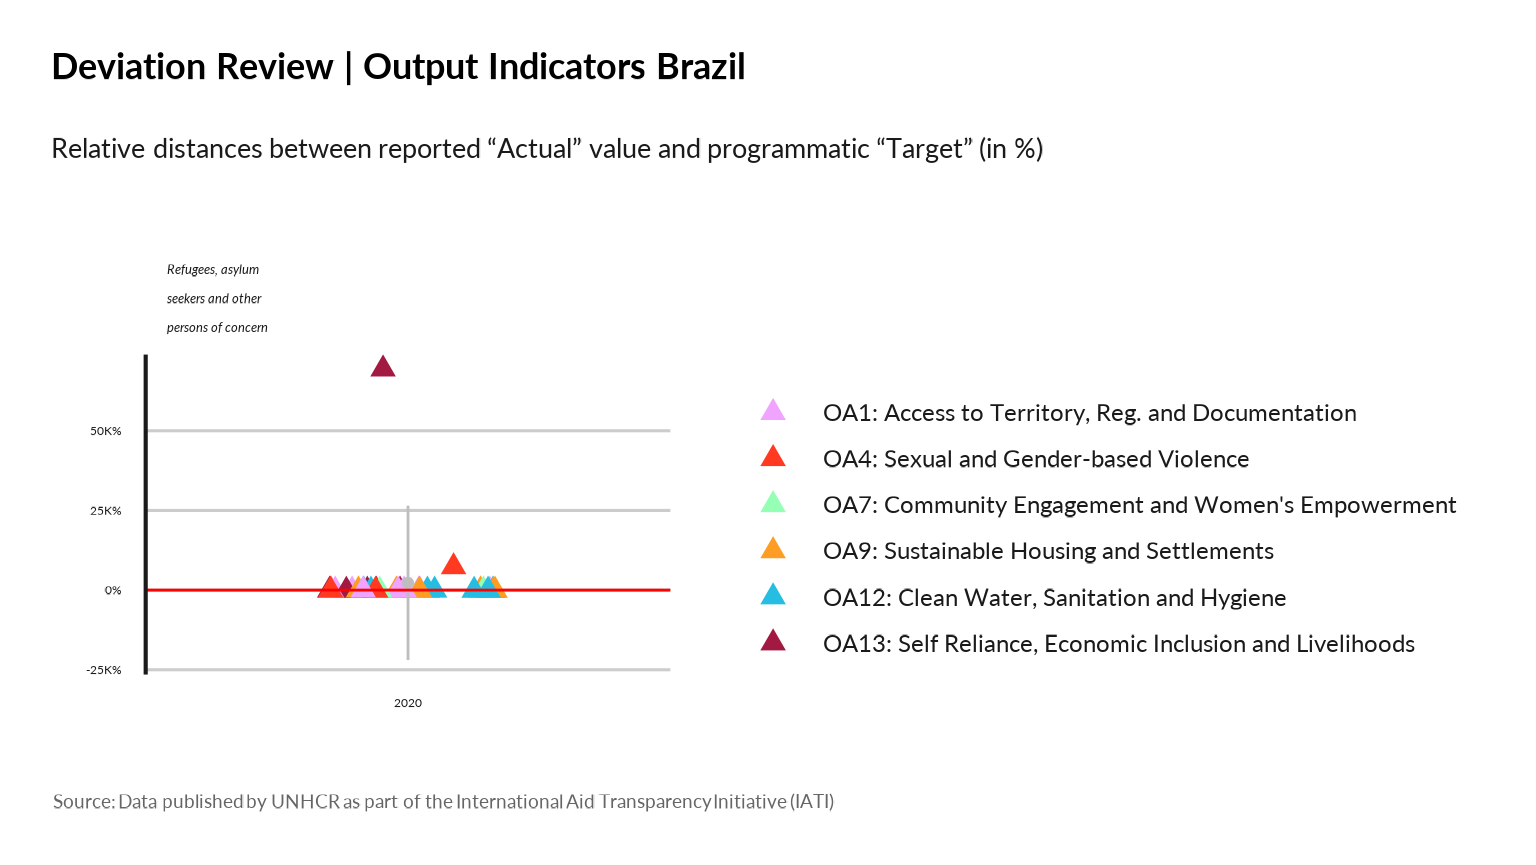 Deviation Review | Output Indicators Brazil
Relative distances between reported “Actual” value and programmatic “Target” (in %)
Refugees, asylum
seekers and other
persons of concern
50K%
25K%
0%
-25K%
2020
OA1: Access to Territory, Reg. and Documentation
OA4: Sexual and Gender-based Violence
OA7: Community Engagement and Women's Empowerment
OA9: Sustainable Housing and Settlements
OA12: Clean Water, Sanitation and Hygiene
OA13: Self Reliance, Economic Inclusion and Livelihoods
Source: Data published by UNHCR as part of the International Aid Transparency Initiative (IATI)